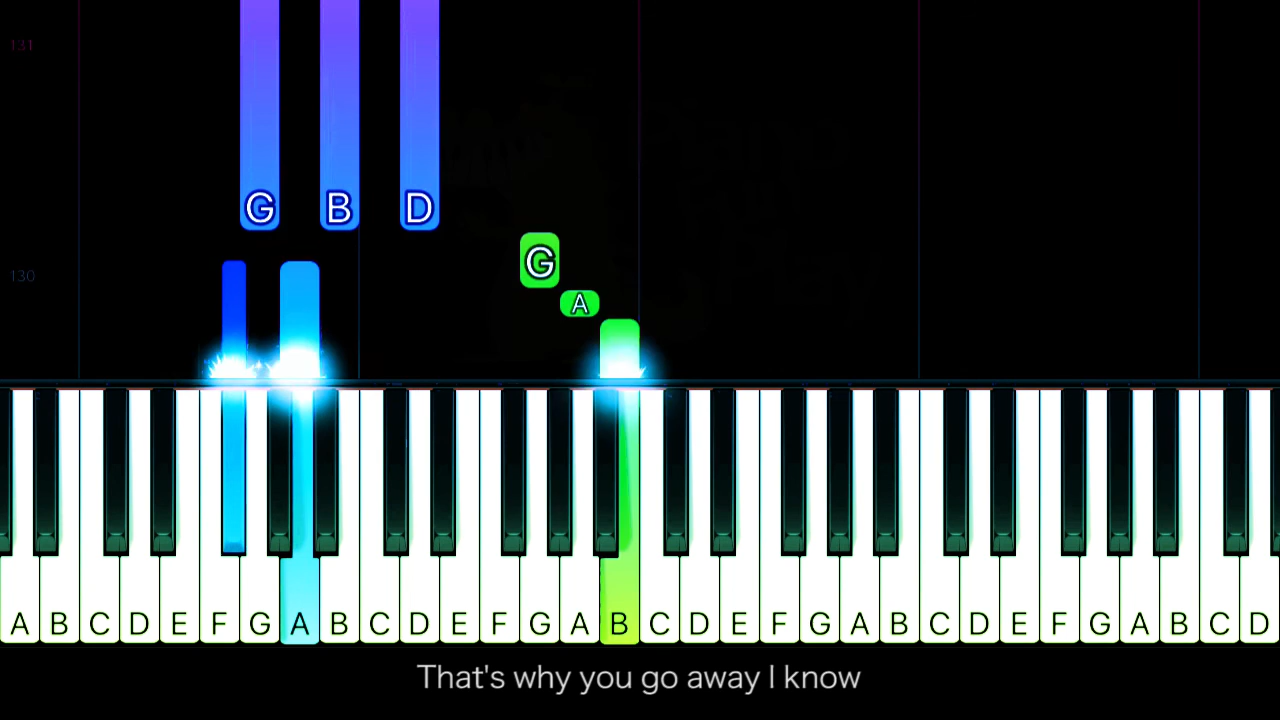 131
G B D
G
130
A
A B C D E F G A B C D E F G A B C D E F G A B C D E F G A B C D
That's why you go away I know